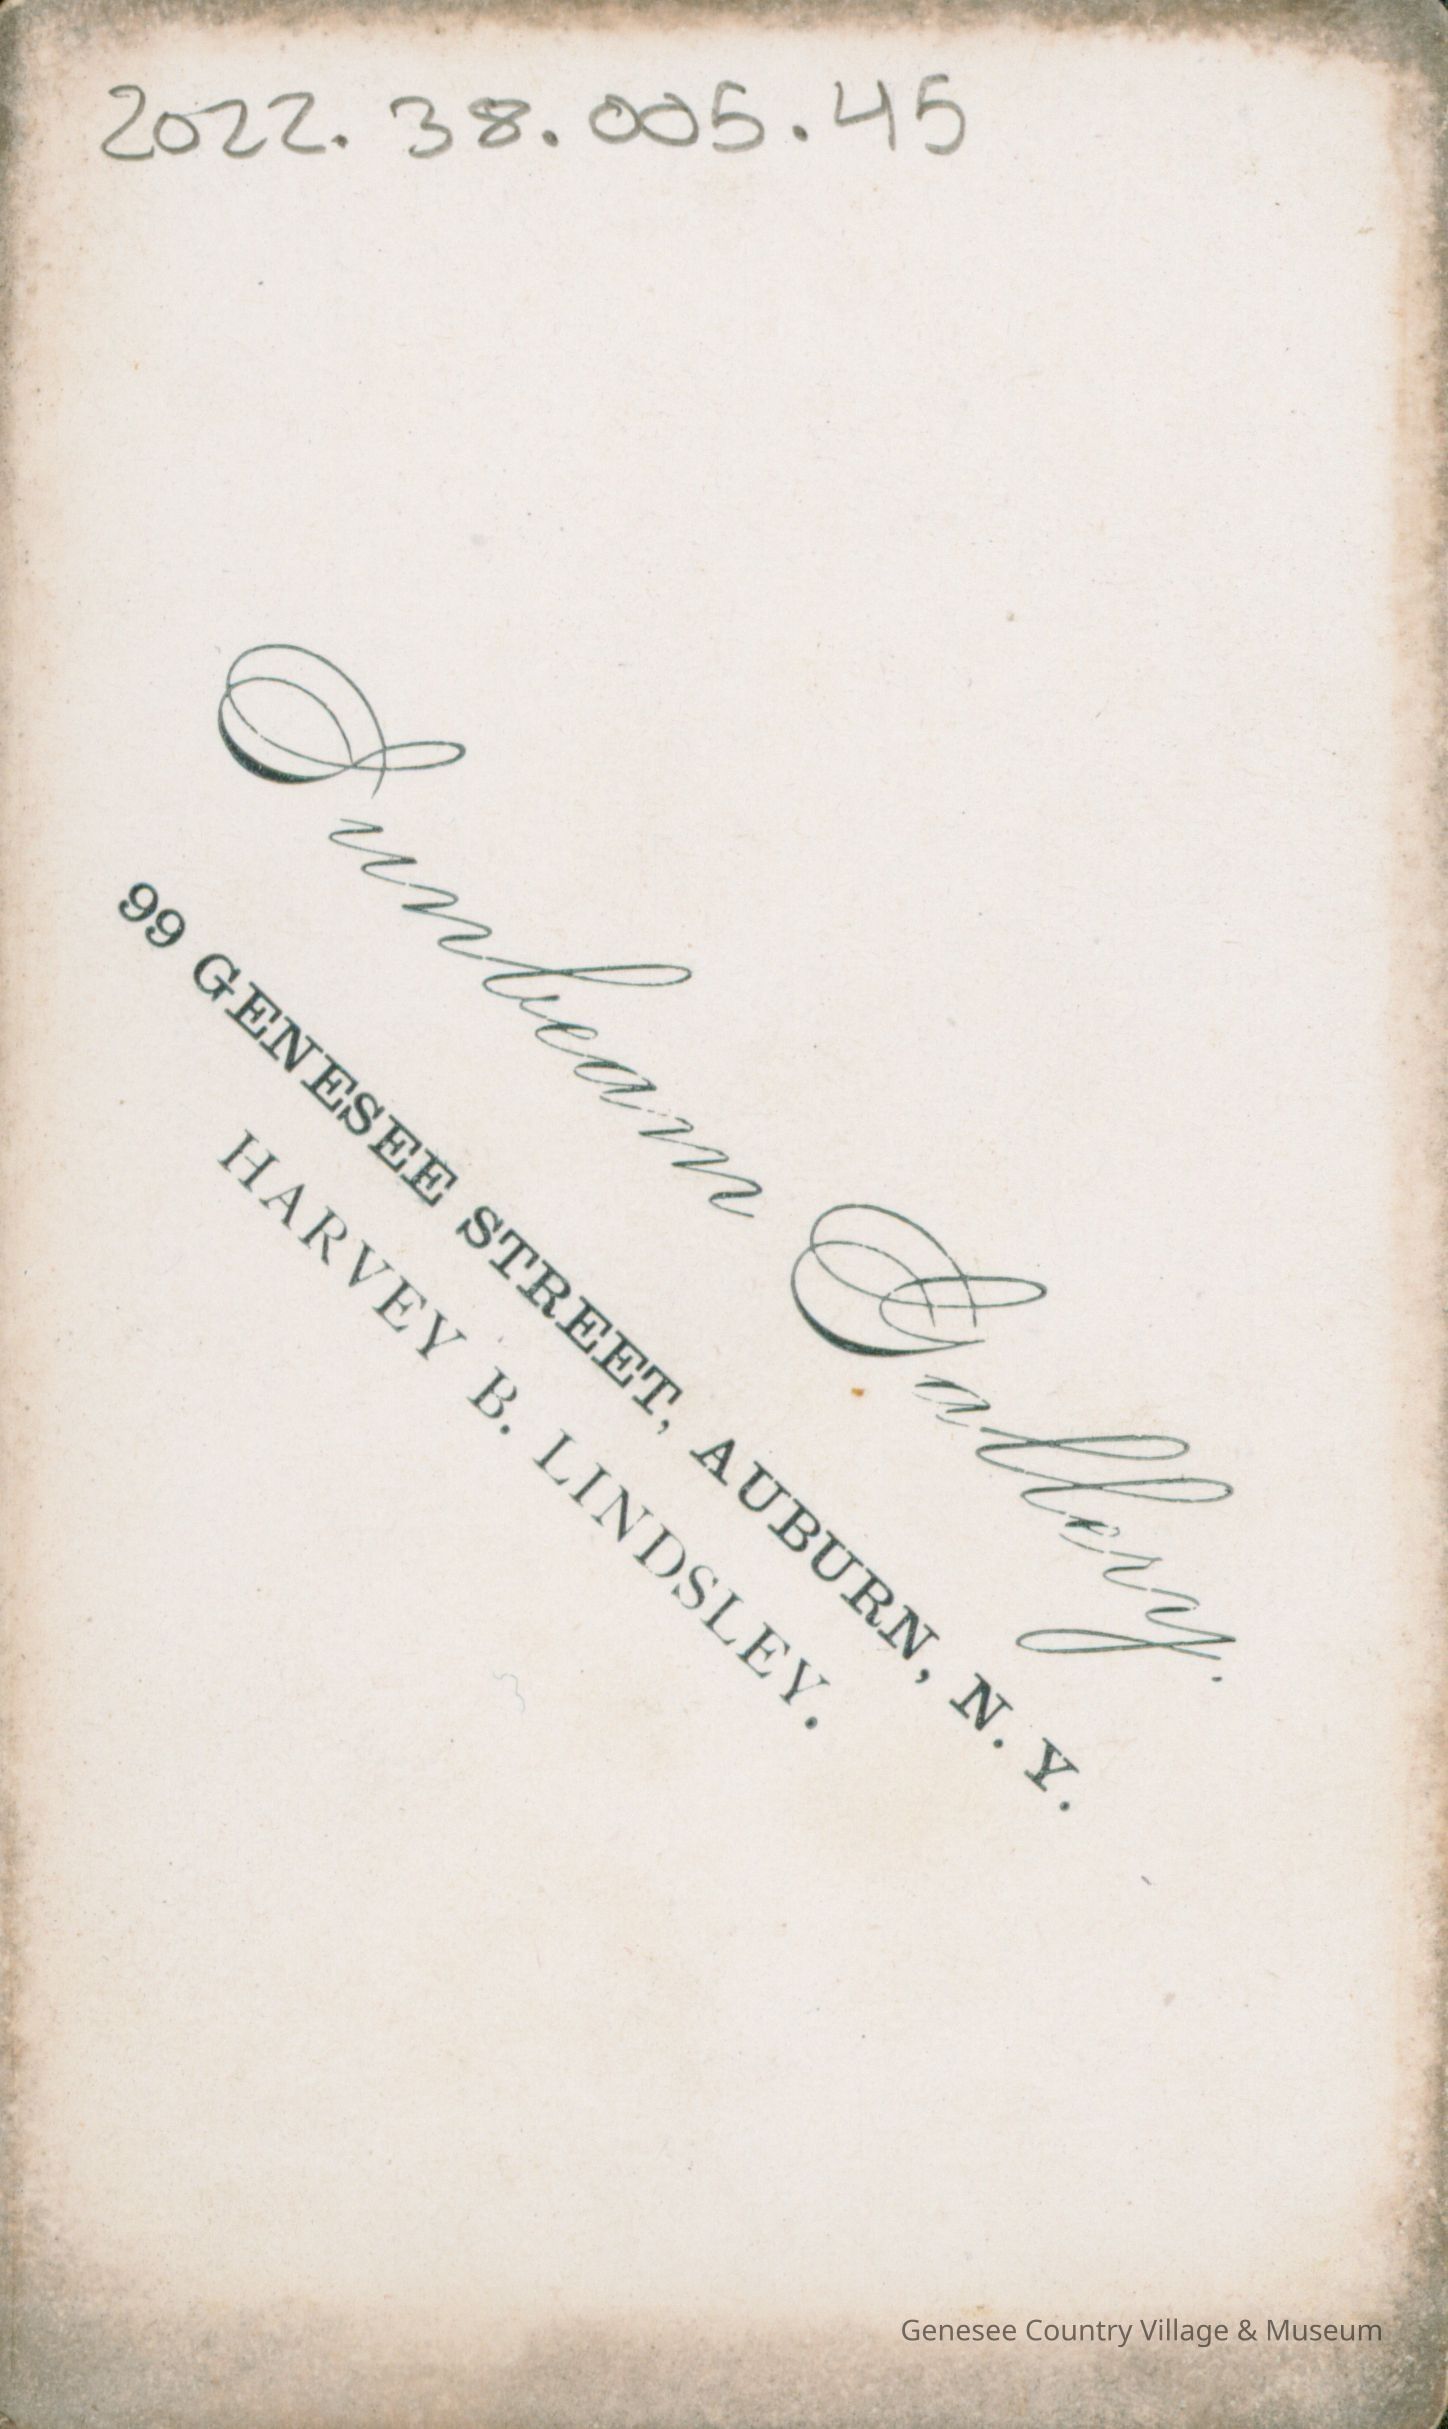 2022.38.005.45
Sunbeam Gallery.
99 GENESEE STREET, AUBURN, N. Y.
HARVEY B. LINDSLEY.
Genesee Country Village & Museum